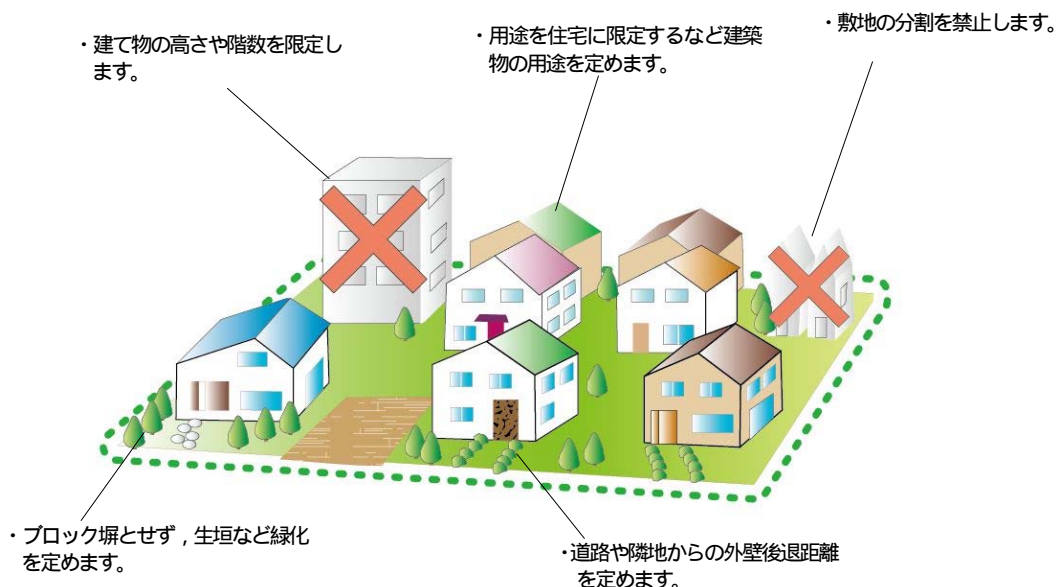 ・建て物の高さや階数を限定し
ます。
・用途を住宅に限定するなど建築
物の用途を定めます。
・敷地の分割を禁止します。
・ブロック塀とせず，生垣など緑化
を定めます。
・道路や隣地からの外壁後退距離
を定めます。